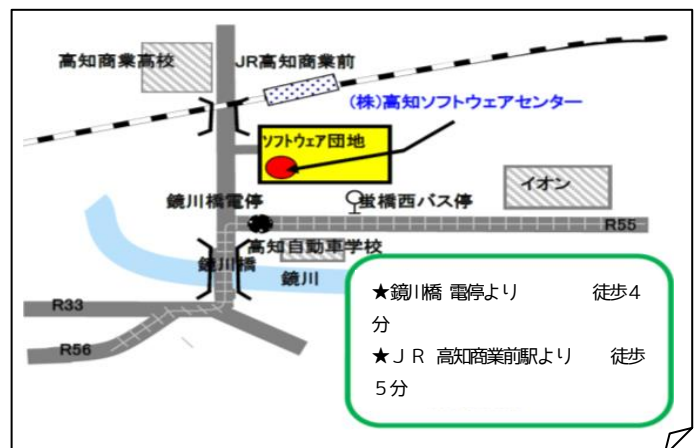 高知商業高校
JR高知商業前
(株)高知ソフトウェアセンター
ソフトウェア団地
イオン
鏡川橋電停
蛍橋西バス停
R55
高知自動車学校
鏡川橋
鏡川
R33
R56
★鏡川橋 電停より 徒歩4
分
★ＪＲ 高知商業前駅より 徒歩
５分